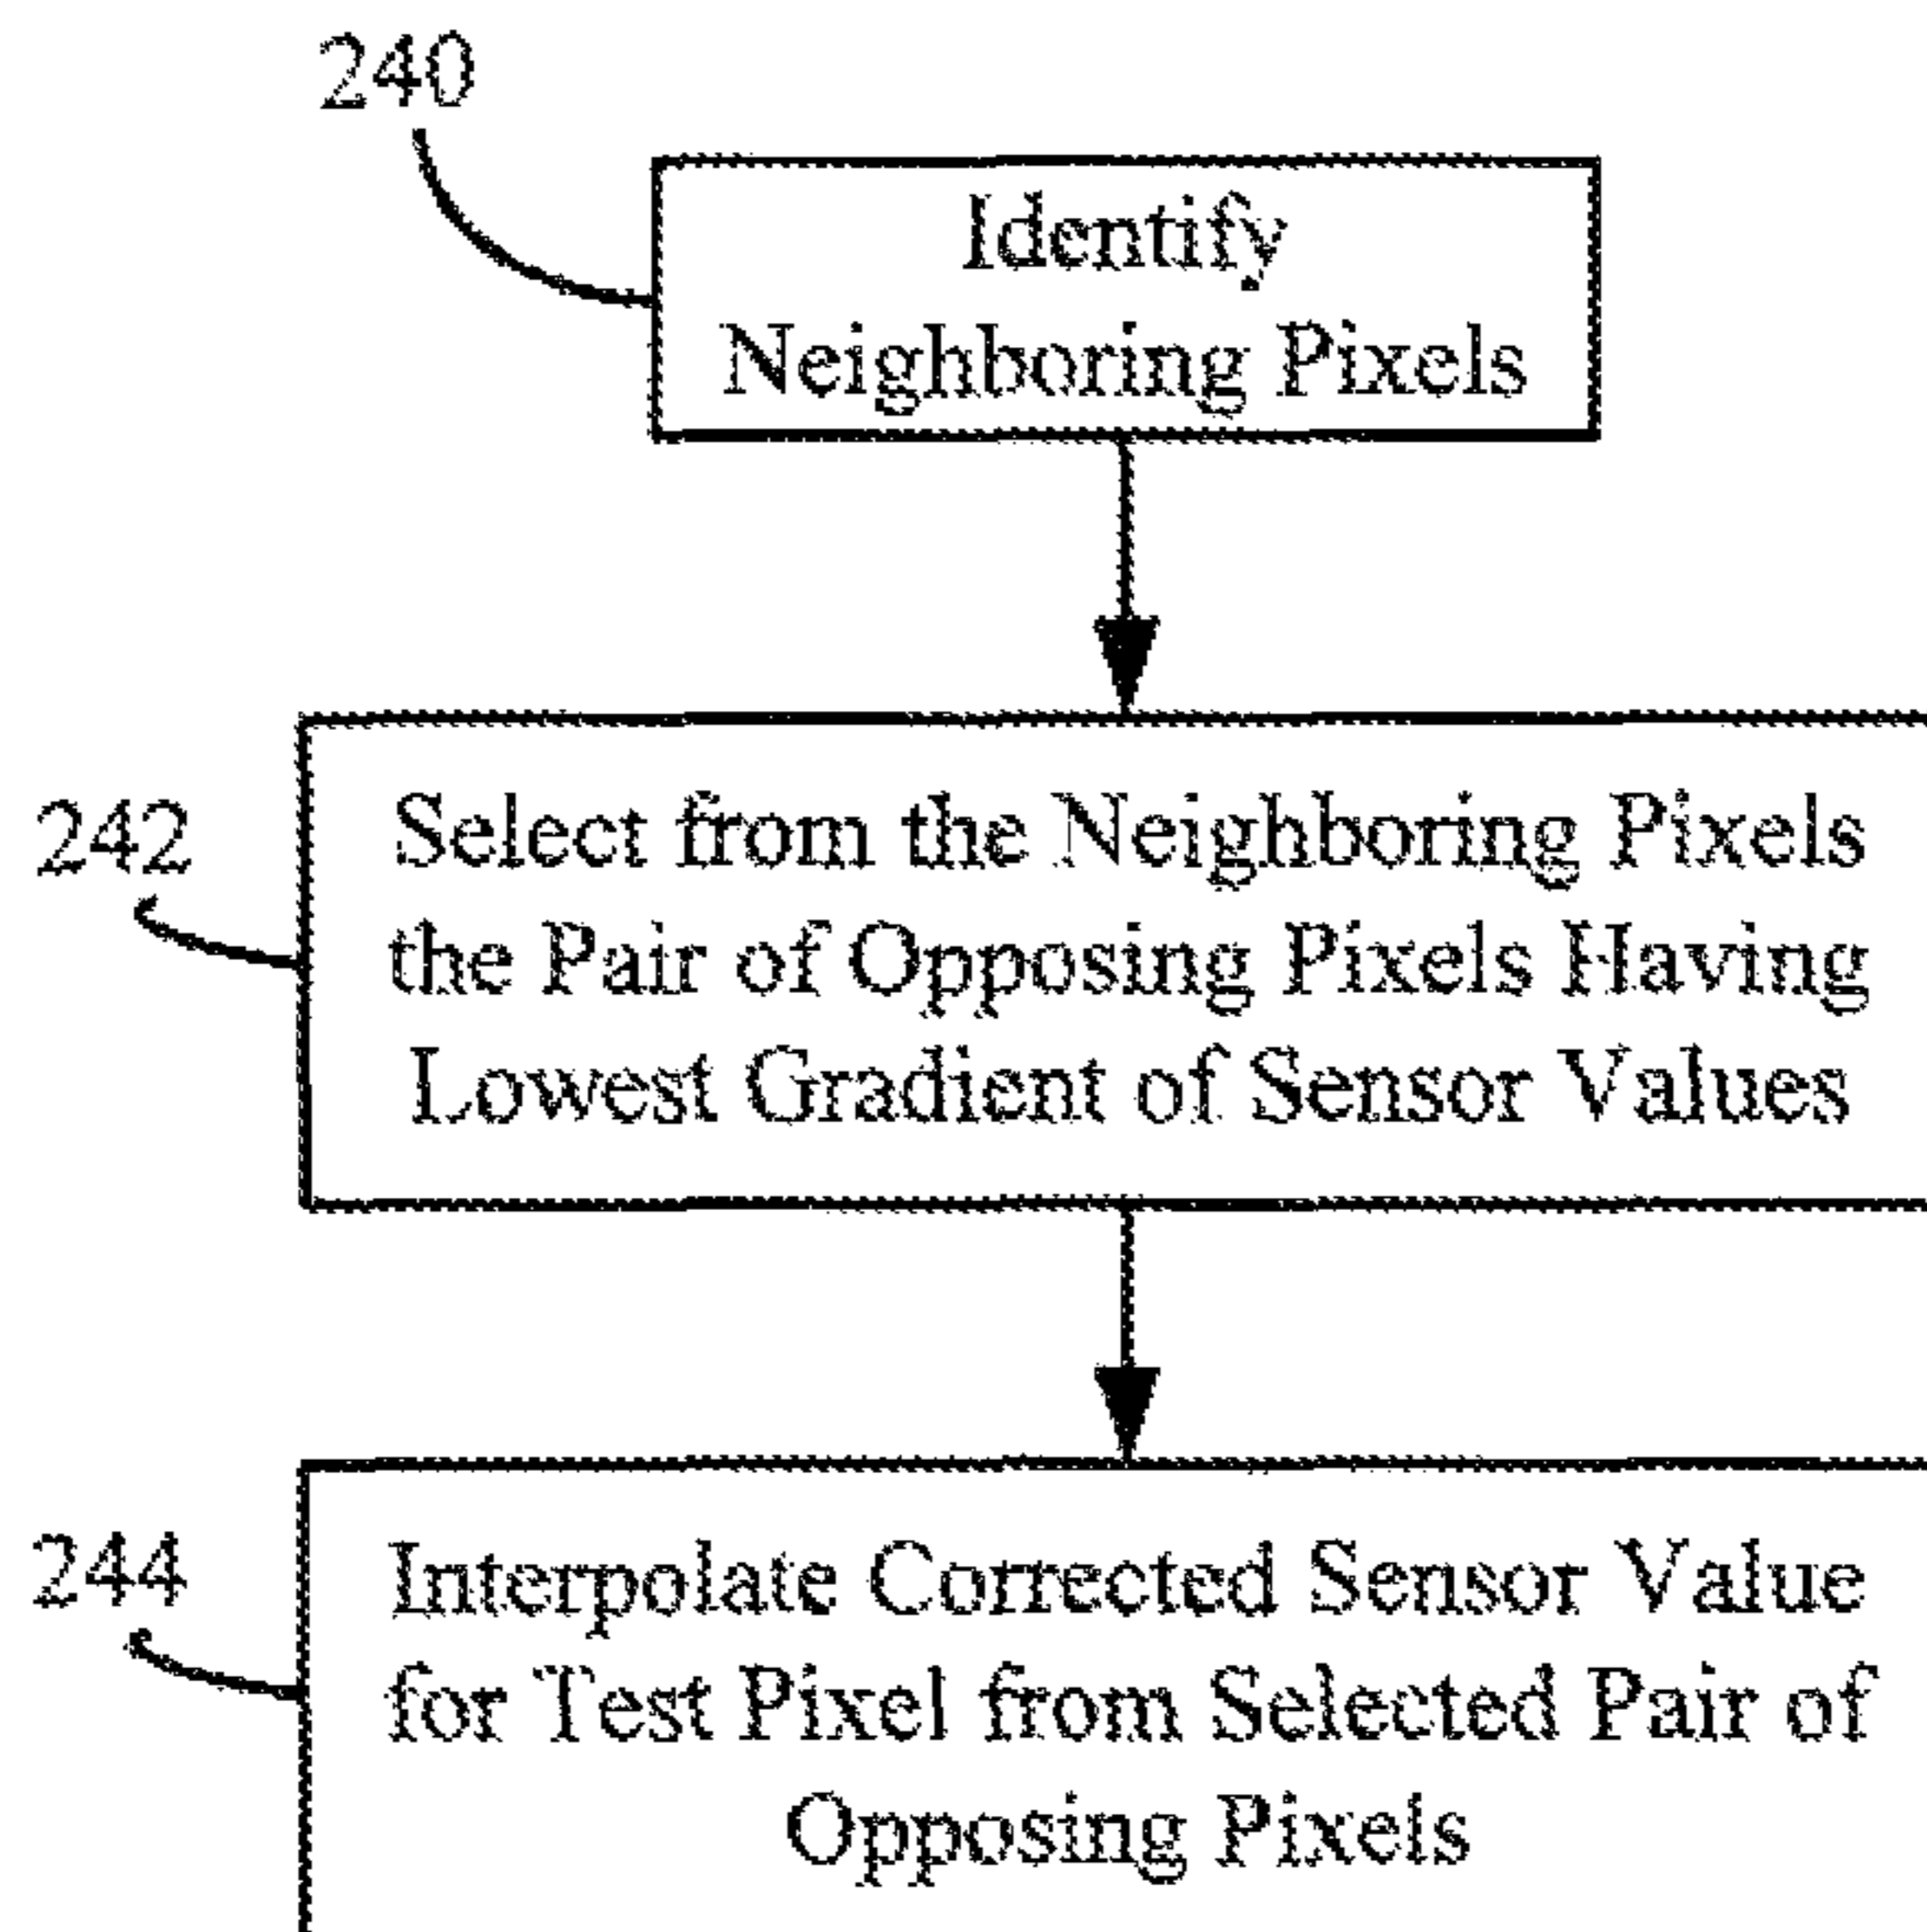 240
Identify
Neighboring Pixels
242
Select from the Neighboring Pixels
the Pair of Opposing Pixels Having
Lowest Gradient of Sensor Values
244
Interpolate Corrected Sensor Value
for Test Pixel from Selected Pair of
Opposing Pixels